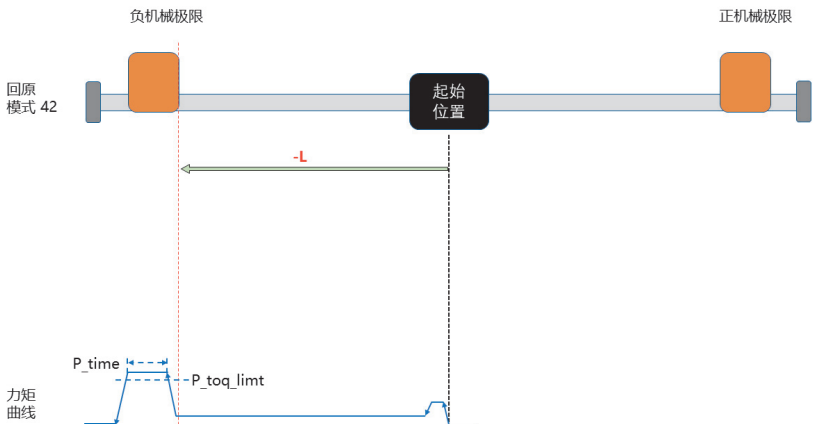 负机械极限
正机械极限
回原
模式 42
起始
位置
-L
P_time
P_toq_limt
力矩
曲线